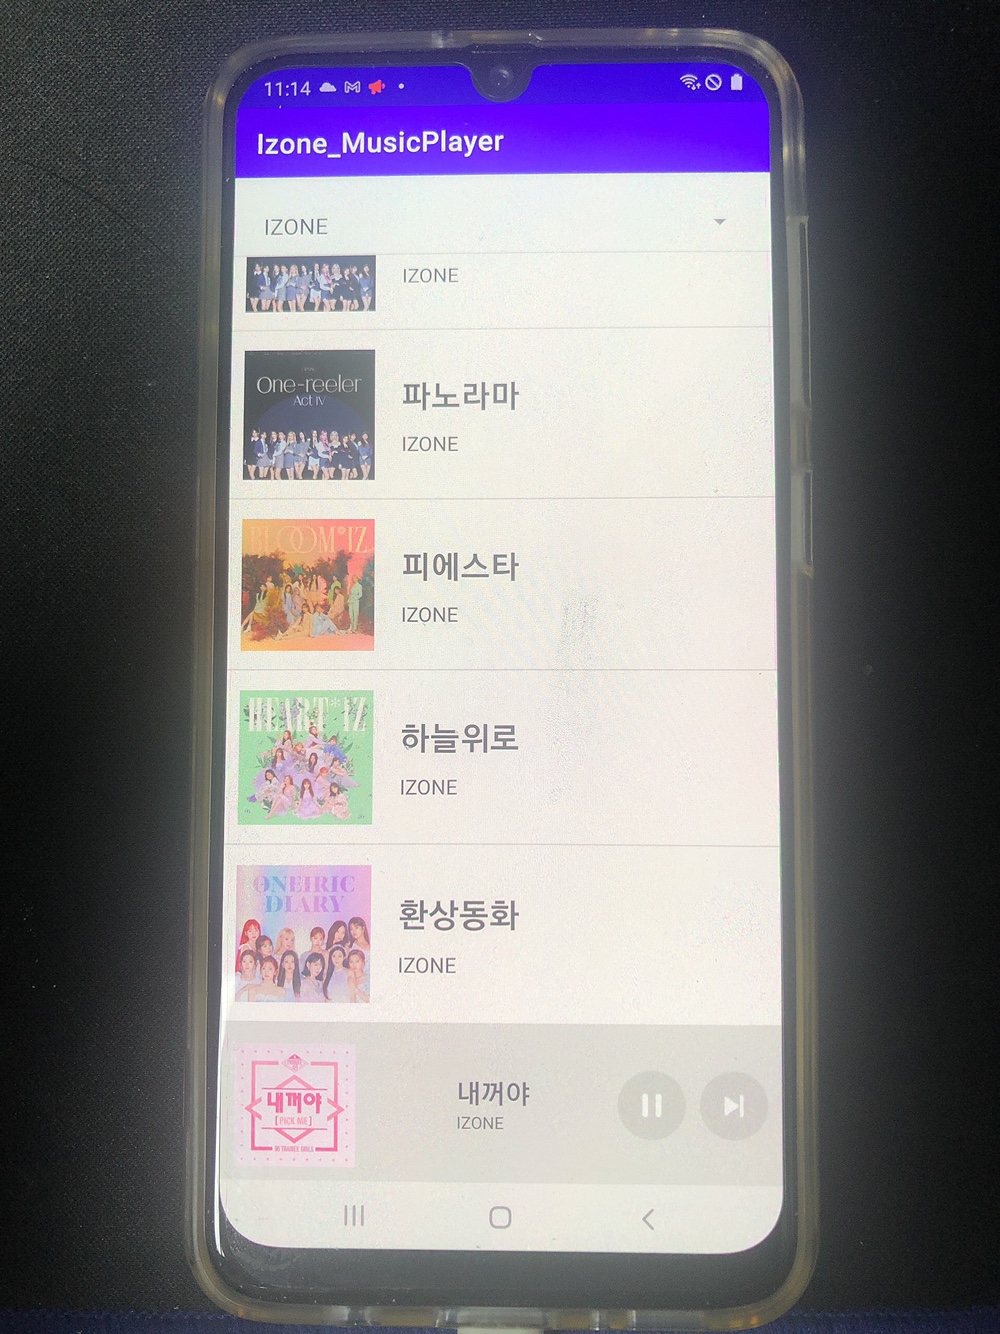 11:14
Izone_MusicPlayer
IZONE
IZONE
One-reeler
Act IV
파노라마
IZONE
BLOOM*IZ
피에스타
IZONE
HEART*IZ
하늘위로
IZONE
ONEIRIC
DIARY
환상동화
IZONE
내꺼야
[PICK ME]
내꺼야
IZONE